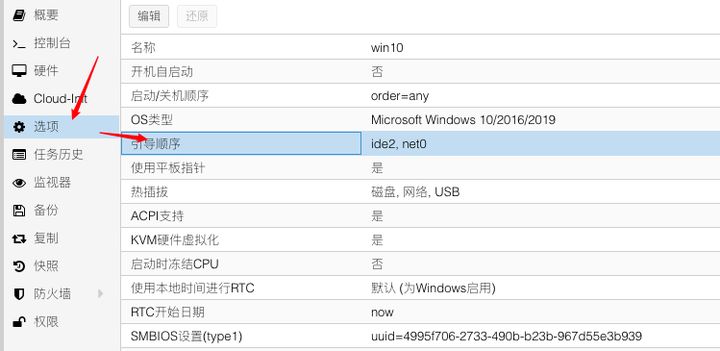 编辑 还原
概要
控制台
硬件
Cloud-Init
选项
任务历史
监视器
备份
复制
快照
防火墙
权限
名称 win10
开机自启动 否
启动/关机顺序 order=any
OS类型 Microsoft Windows 10/2016/2019
引导顺序 ide2, net0
使用平板指针 是
热插拔 磁盘, 网络, USB
ACPI支持 是
KVM硬件虚拟化 是
启动时冻结CPU 否
使用本地时间进行RTC 默认 (为Windows启用)
RTC开始日期 now
SMBIOS设置(type1) uuid=4995f706-2733-490b-b23b-967d55e3b939